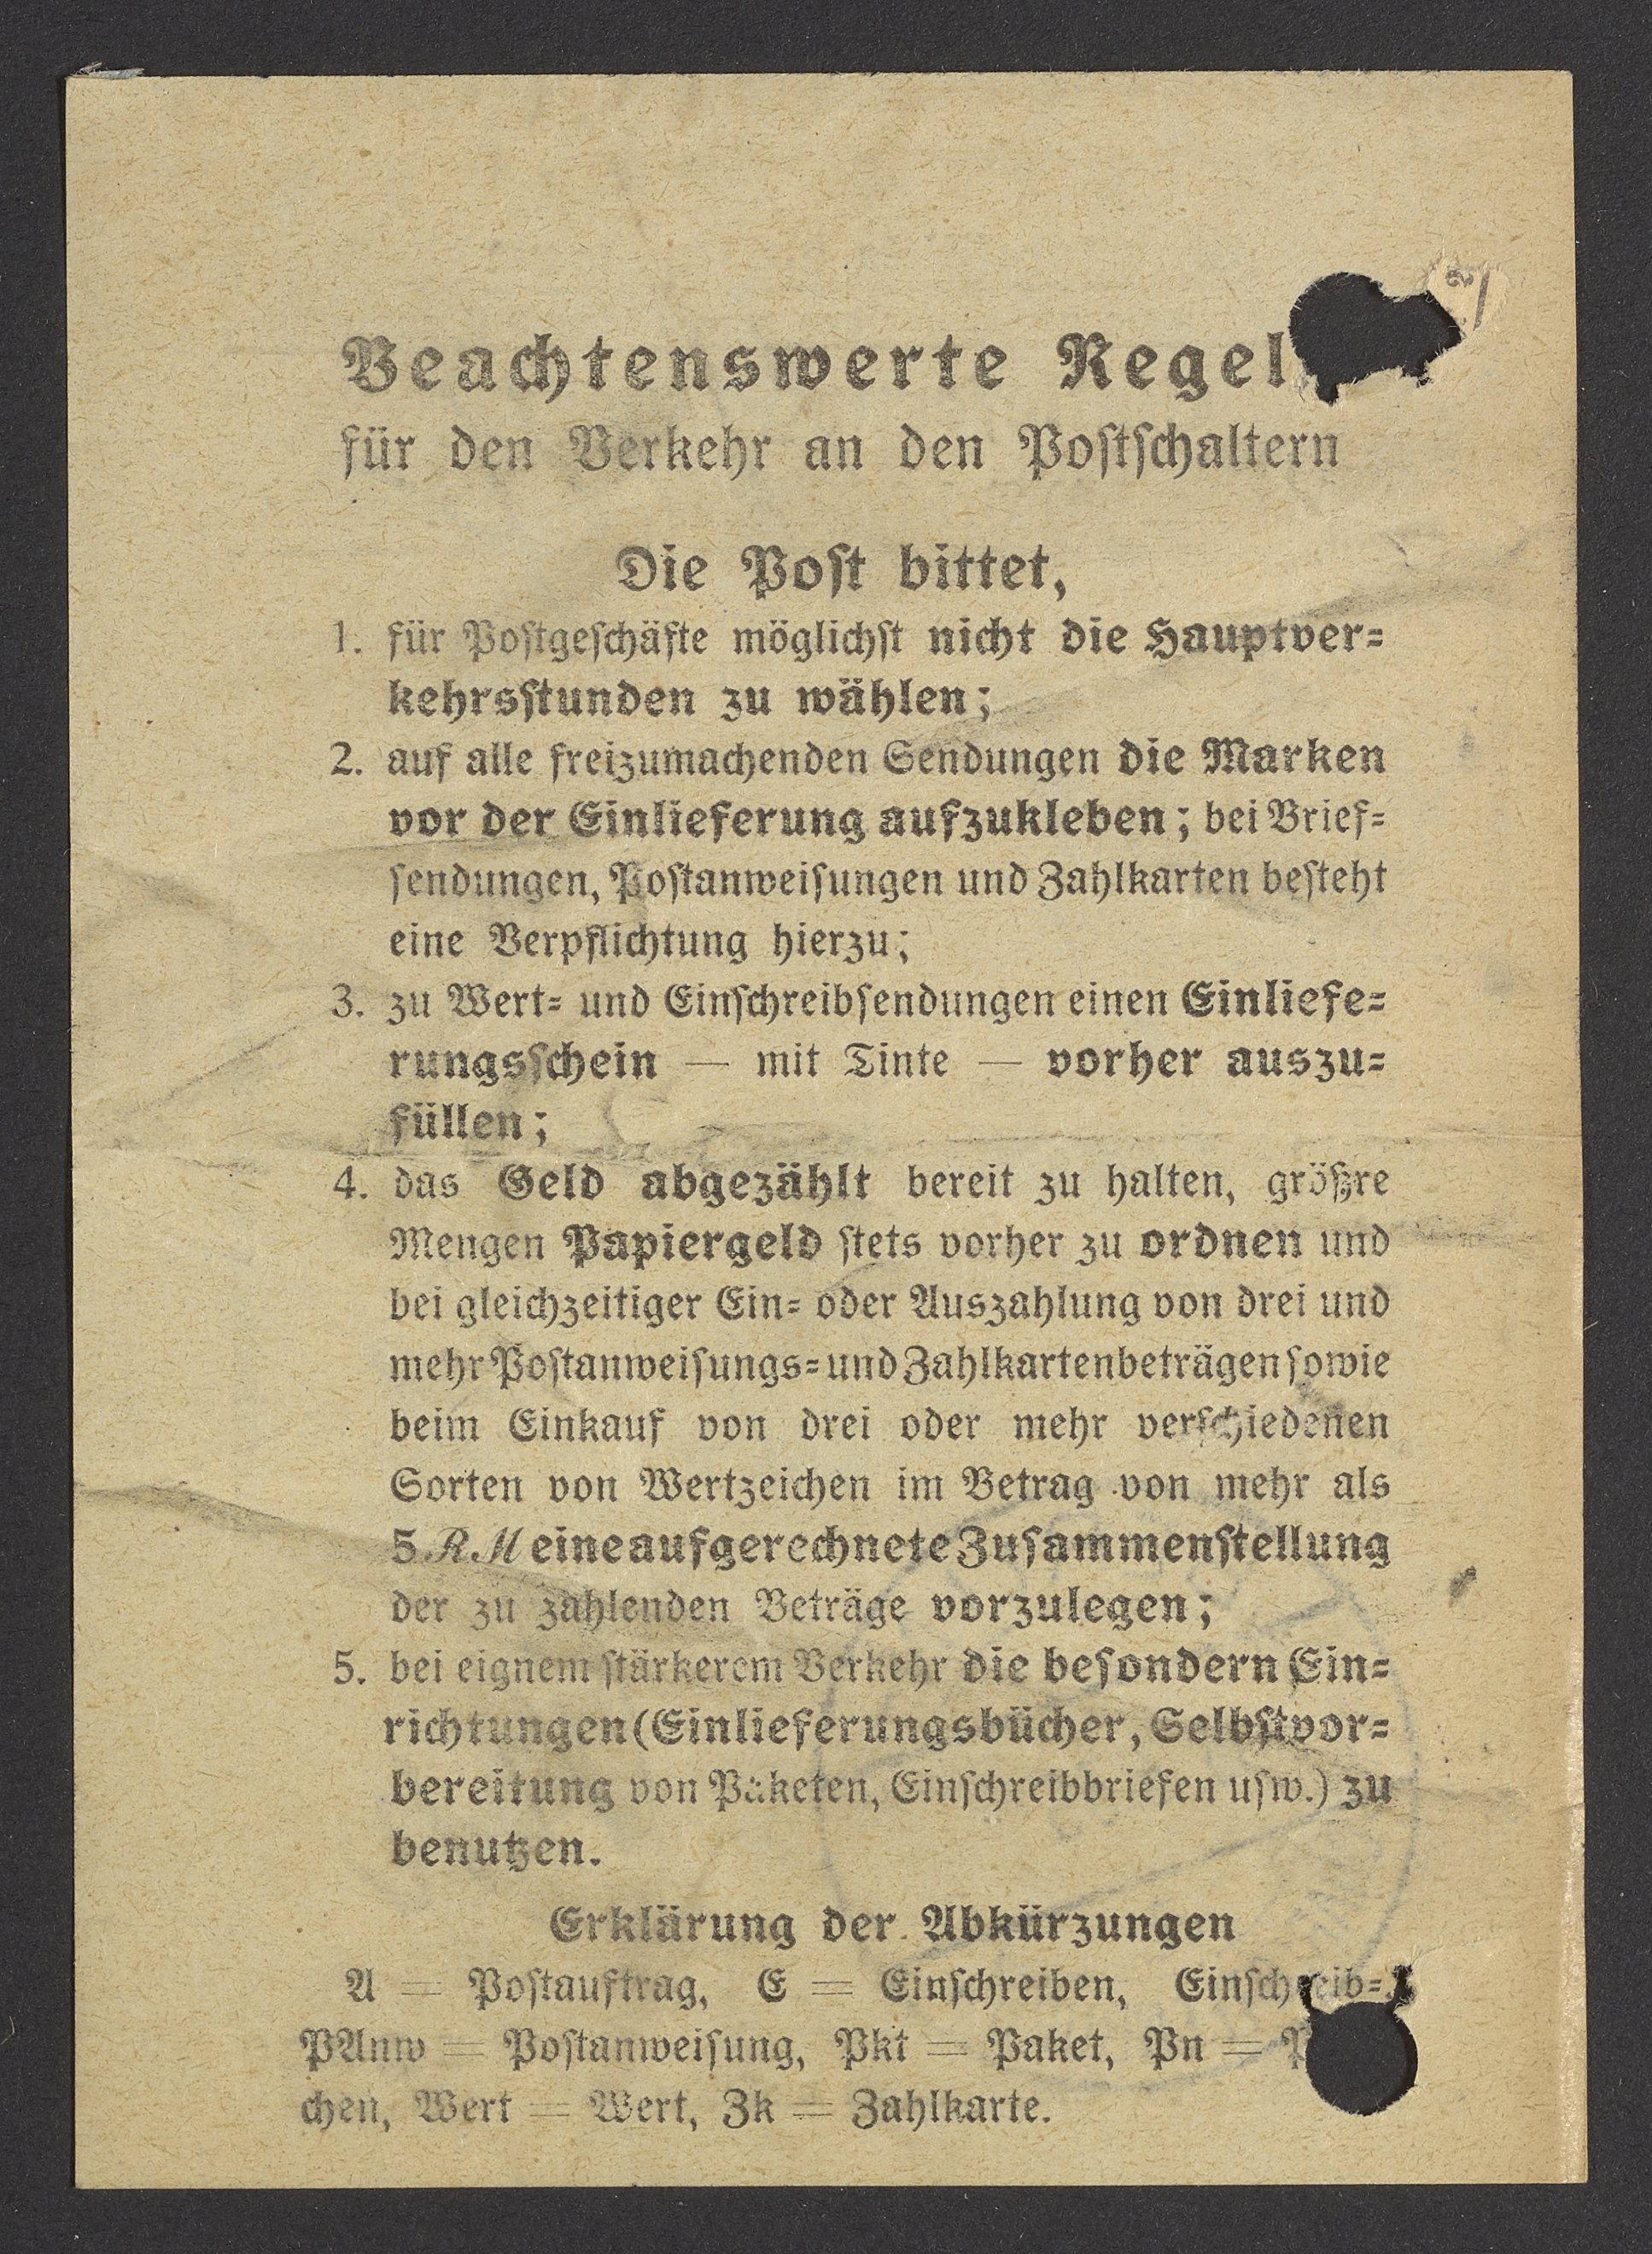 Beachtenswerte Regel
für den Verkehr an den Postschaltern
Die Post bittet,
1. für Postgeschäfte möglichst nicht die Hauptver-
kehrsstunden zu wählen;
2. auf alle freizumachenden Sendungen die Marken
vor der Einlieferung aufzukleben; bei Brief-
sendungen, Postanweisungen und Zahlkarten besteht
eine Verpflichtung hierzu;
3. zu Wert- und Einschreibsendungen einen Einliefe-
rungsschein — mit Tinte — vorher auszu-
füllen;
4. das Geld abgezählt bereit zu halten, größre
Mengen Papiergeld stets vorher zu ordnen und
bei gleichzeitiger Ein- oder Auszahlung von drei und
mehr Postanweisungs- und Zahlkartenbeträgen sowie
beim Einkauf von drei oder mehr verschiedenen
Sorten von Wertzeichen im Betrag von mehr als
5 RM eine aufgerechnete Zusammenstellung
der zu zahlenden Beträge vorzulegen;
5. bei eignem stärkerem Verkehr die besondern Ein-
richtungen (Einlieferungsbücher, Selbstvor-
bereitung von Paketen, Einschreibbriefen usw.) zu
benutzen.
Erklärung der Abkürzungen
A = Postauftrag, E = Einschreiben, Einschreib-
PAnw = Postanweisung, Pkt = Paket, Pn =
chen, Wert = Wert, Zk = Zahlkarte.